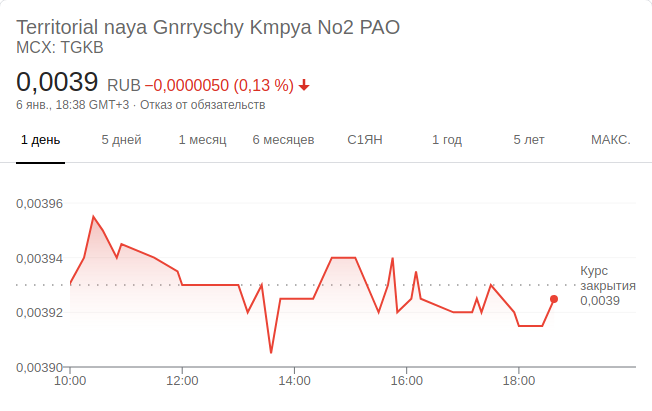 Territorial naya Gnrryschy Kmpya No2 PAO
MCX: TGKB
0,0039 RUB −0,0000050 (0,13 %)
6 янв., 18:38 GMT+3 · Отказ от обязательств
1 день 5 дней 1 месяц 6 месяцев С1ЯН 1 год 5 лет МАКС.
0,00396
0,00394
0,00392
0,00390
Курс
закрытия
0,0039
10:00 12:00 14:00 16:00 18:00